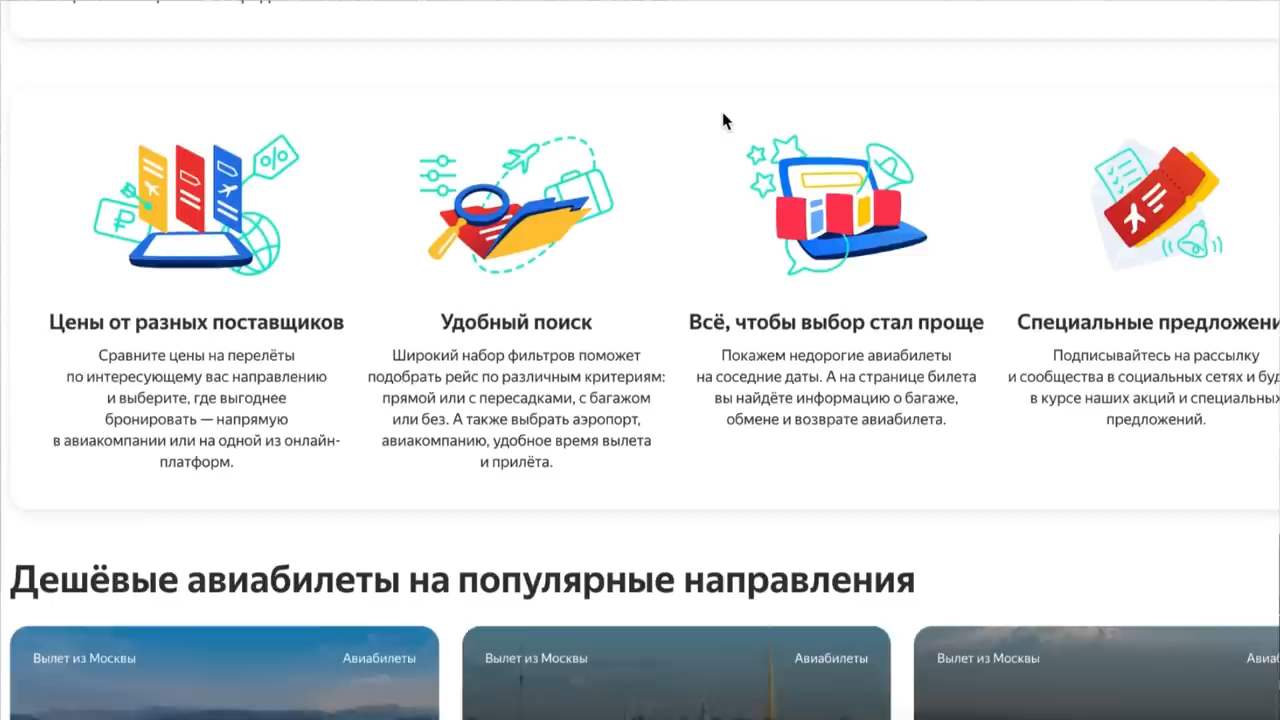 Цены от разных поставщиков
Сравните цены на перелёты
по интересующему вас направлению
и выберите, где выгоднее
бронировать — напрямую
в авиакомпании или на одной из онлайн-
платформ.
Удобный поиск
Широкий набор фильтров поможет
подобрать рейс по различным критериям:
прямой или с пересадками, с багажом
или без. А также выбрать аэропорт,
авиакомпанию, удобное время вылета
и прилёта.
Всё, чтобы выбор стал проще
Покажем недорогие авиабилеты
на соседние даты. А на странице билета
вы найдёте информацию о багаже,
обмене и возврате авиабилета.
Специальные предложени
Подписывайтесь на рассылку
и сообщества в социальных сетях и буд
в курсе наших акций и специальных
предложений.
Дешёвые авиабилеты на популярные направления
Вылет из Москвы
Авиабилеты
Вылет из Москвы
Авиабилеты
Вылет из Москвы
Авиаб